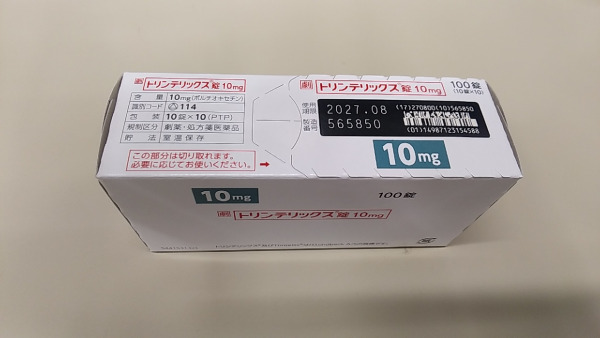 劇 トリンテリックス®錠10mg
含 量 10mg(ボルチオキセチン)
識別コード 114
包 装 10錠×10(PTP)
規制区分 劇薬・処方箋医薬品
貯 法 室温保存
この部分は切り取れます。
必要に応じてお使いください。→
劇 トリンテリックス®錠10mg
100錠
(10錠×10)
使用期限 2027.08
製造番号 565850
(17)270800(10)565850
(01)14987123154588
10mg
10mg
100錠
劇 トリンテリックス®錠10mg